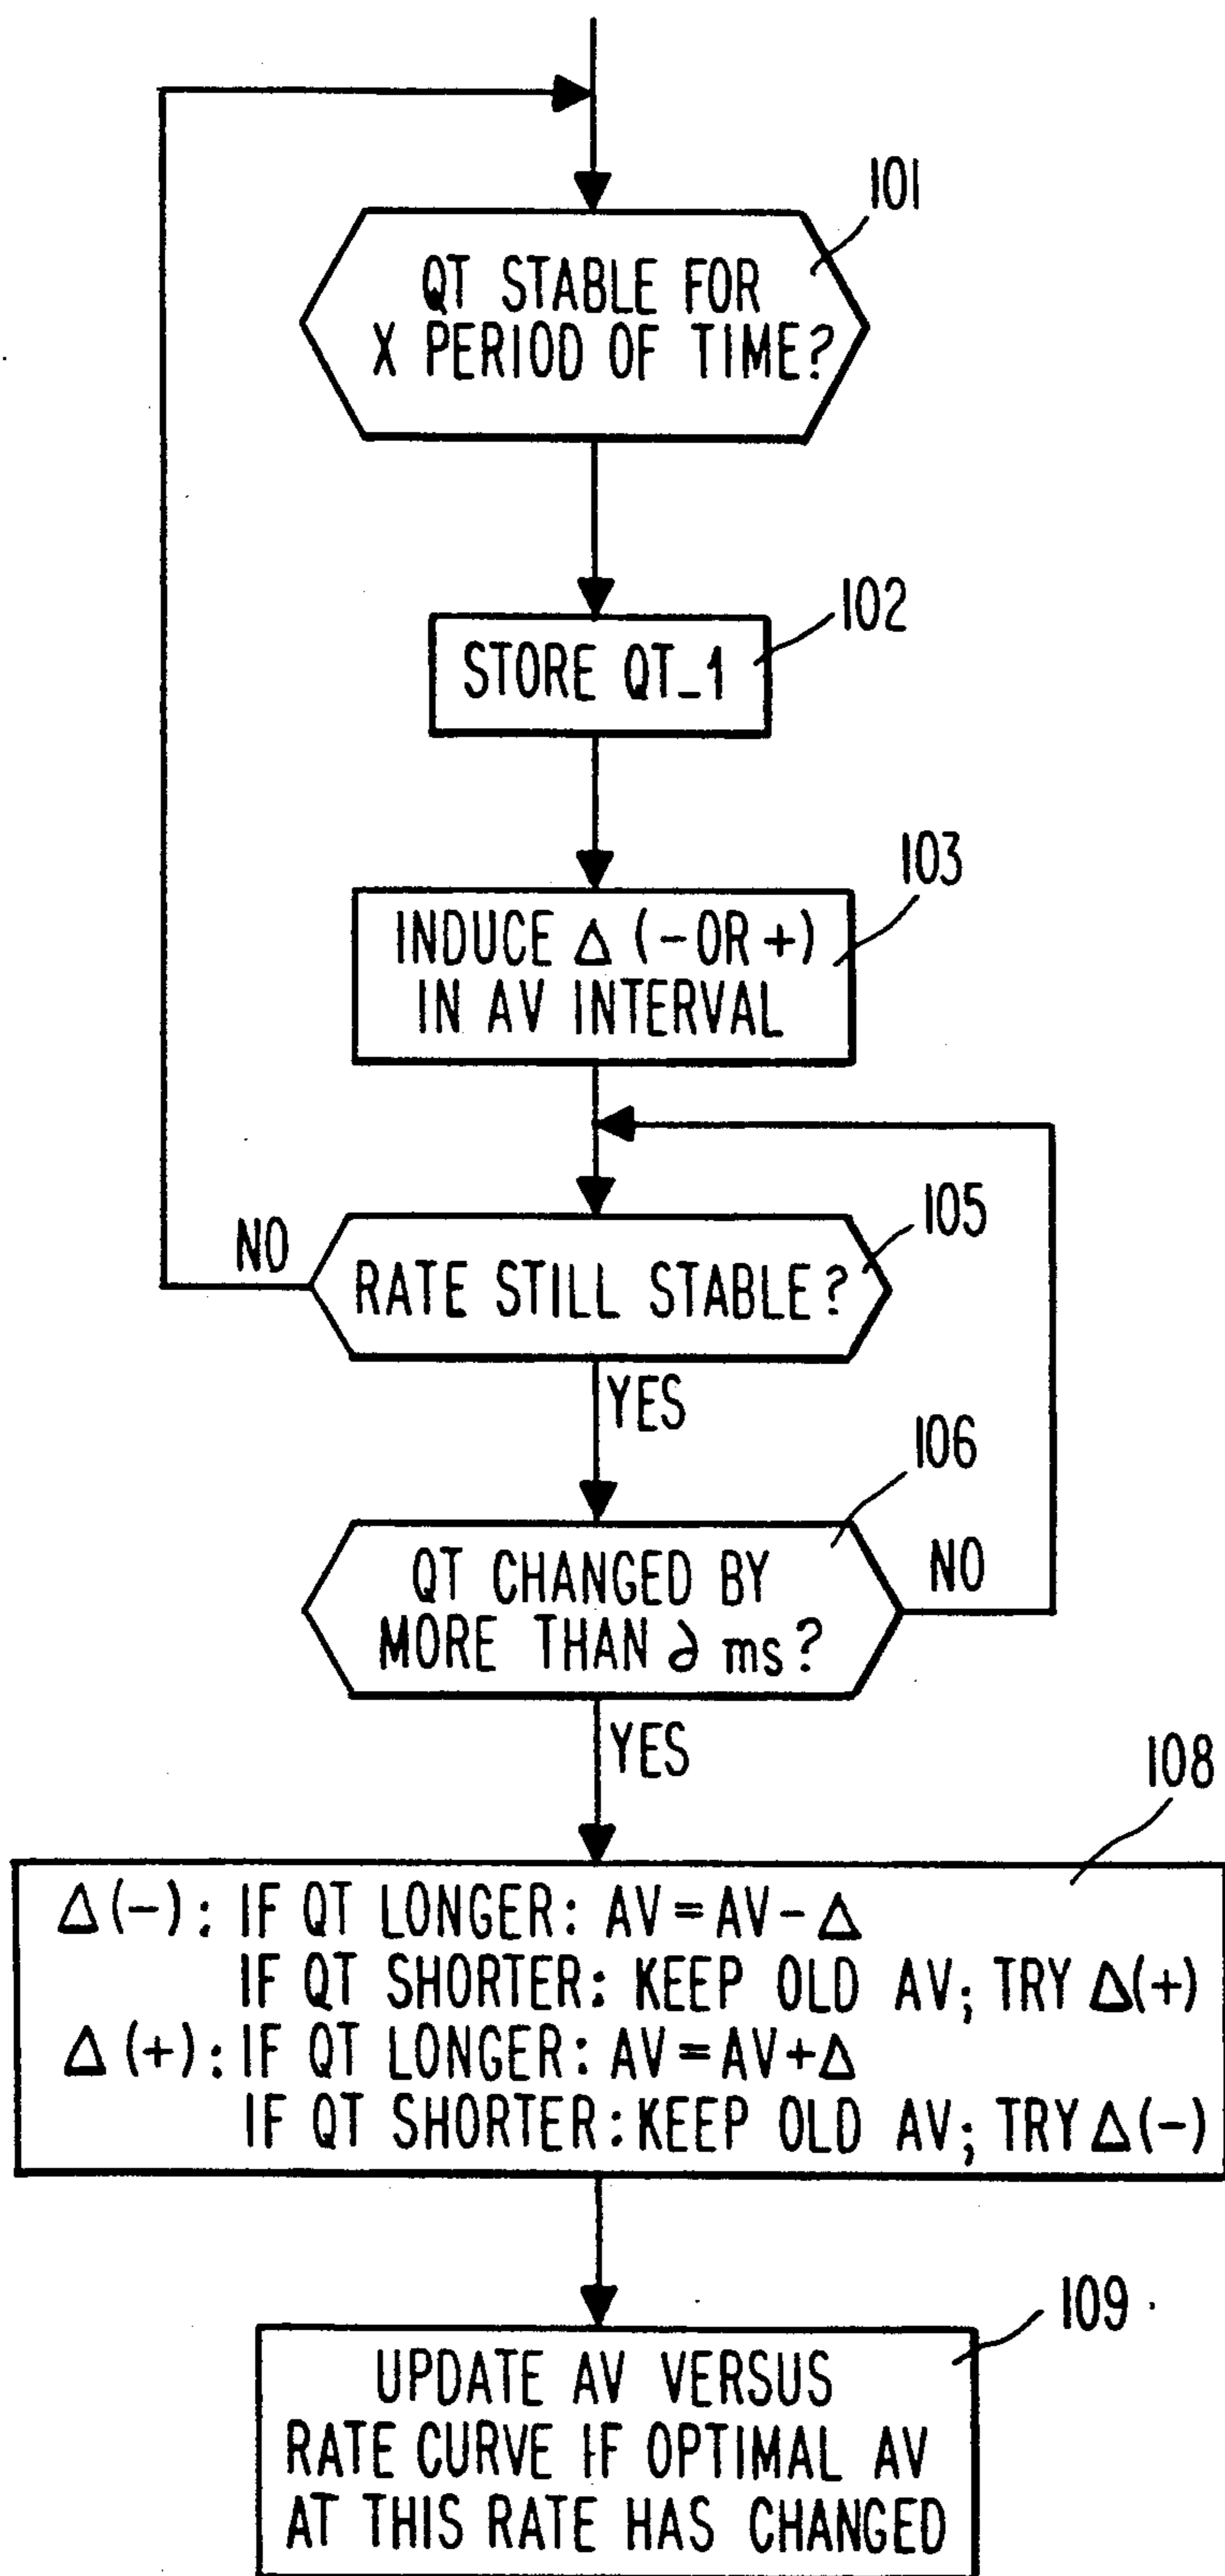 101
QT STABLE FOR
X PERIOD OF TIME?
102
STORE QT_1
103
INDUCE Δ (- OR +)
IN AV INTERVAL
105
NO
RATE STILL STABLE?
YES
106
QT CHANGED BY
MORE THAN ∂ ms?
NO
YES
108
Δ(-): IF QT LONGER: AV=AV-Δ
IF QT SHORTER: KEEP OLD AV; TRY Δ(+)
Δ(+): IF QT LONGER: AV=AV+Δ
IF QT SHORTER: KEEP OLD AV; TRY Δ(-)
109
UPDATE AV VERSUS
RATE CURVE IF OPTIMAL AV
AT THIS RATE HAS CHANGED